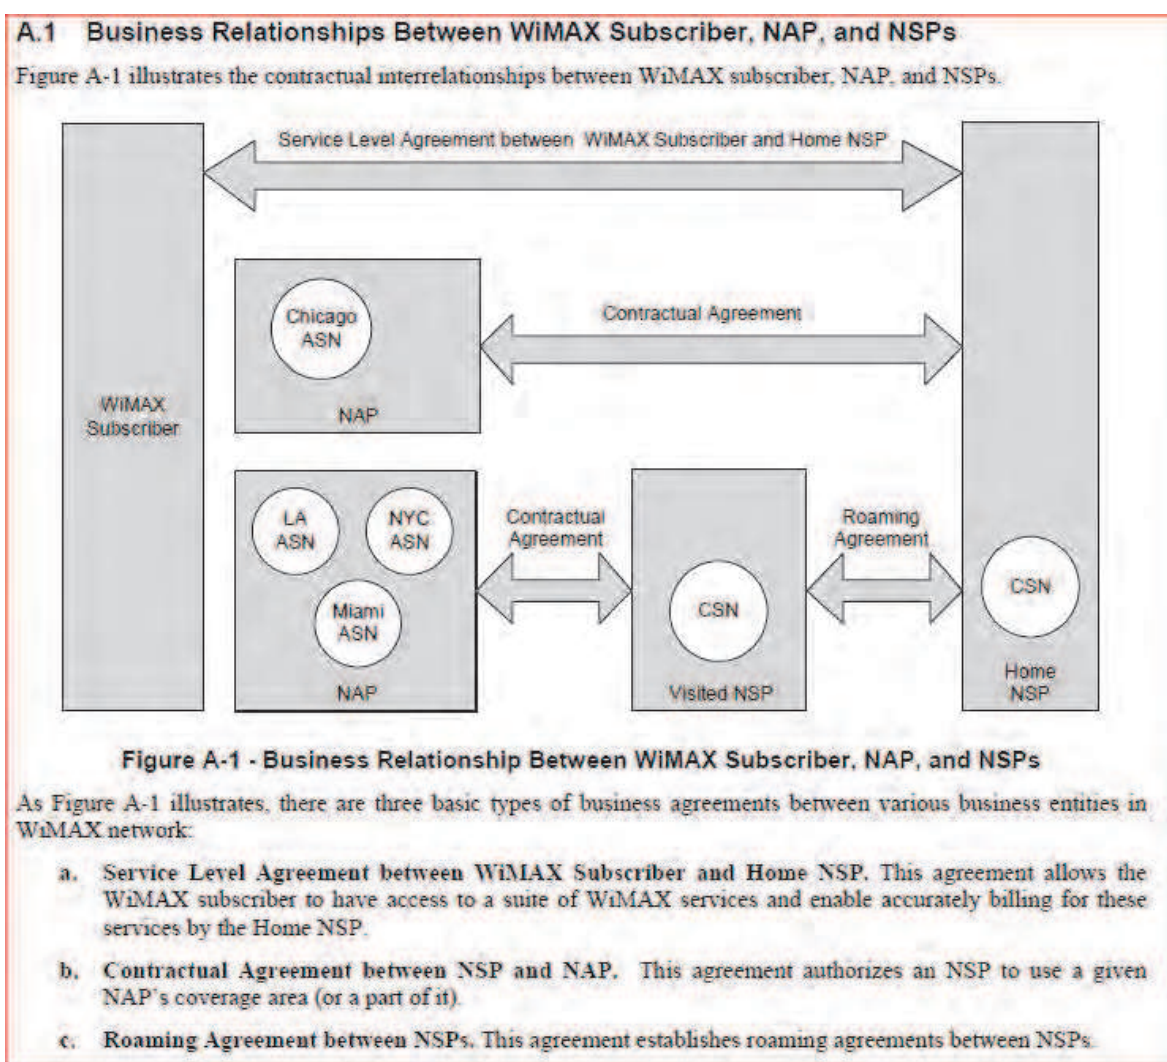 A.1 Business Relationships Between WiMAX Subscriber, NAP, and NSPs
Figure A-1 illustrates the contractual interrelationships between WiMAX subscriber, NAP, and NSPs.
Service Level Agreement between WiMAX Subscriber and Home NSP
Chicago
ASN
NAP
Contractual Agreement
WiMAX
Subscriber
LA
ASN
NYC
ASN
Miami
ASN
NAP
Contractual
Agreement
CSN
Visited NSP
Roaming
Agreement
CSN
Home
NSP
Figure A-1 - Business Relationship Between WiMAX Subscriber, NAP, and NSPs
As Figure A-1 illustrates, there are three basic types of business agreements between various business entities in
WiMAX network:
a. Service Level Agreement between WiMAX Subscriber and Home NSP. This agreement allows the
WiMAX subscriber to have access to a suite of WiMAX services and enable accurately billing for these
services by the Home NSP.
b. Contractual Agreement between NSP and NAP. This agreement authorizes an NSP to use a given
NAP's coverage area (or a part of it).
c. Roaming Agreement between NSPs. This agreement establishes roaming agreements between NSPs.